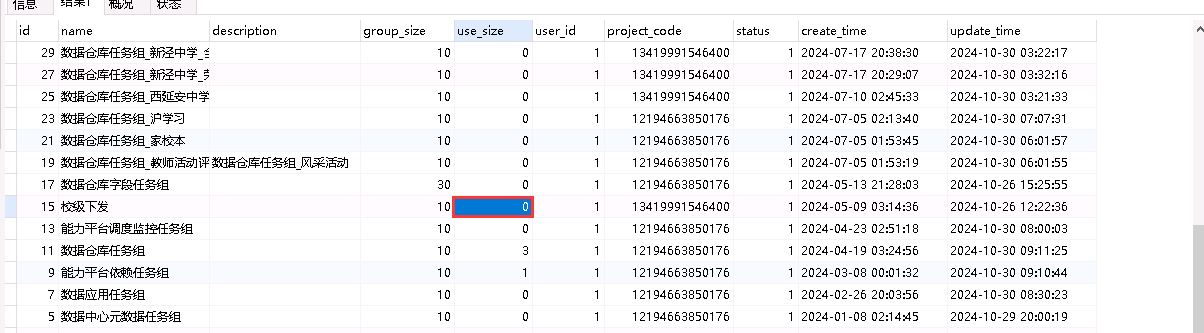 信息 结果1 概况 状态
id name description group_size use_size user_id project_code status create_time update_time
29 数据仓库任务组_新泾中学_ 10 0 1 13419991546400 1 2024-07-17 20:38:30 2024-10-30 03:22:17
27 数据仓库任务组_新泾中学_ 10 0 1 13419991546400 1 2024-07-17 20:29:07 2024-10-30 03:32:16
25 数据仓库任务组_西延安中学 10 0 1 13419991546400 1 2024-07-10 02:45:33 2024-10-30 03:21:33
23 数据仓库任务组_沪学习 10 0 1 12194663850176 1 2024-07-05 02:13:40 2024-10-30 07:07:31
21 数据仓库任务组_家校本 10 0 1 12194663850176 1 2024-07-05 01:53:45 2024-10-30 06:01:57
19 数据仓库任务组_教师活动评 数据仓库任务组_风采活动 10 0 1 12194663850176 1 2024-07-05 01:53:19 2024-10-30 06:01:55
17 数据仓库字段任务组 30 0 1 12194663850176 1 2024-05-13 21:28:03 2024-10-26 15:25:55
15 校级下发 10 0 1 13419991546400 1 2024-05-09 03:14:36 2024-10-26 12:22:36
13 能力平台调度监控任务组 10 0 1 12194663850176 1 2024-04-23 02:51:18 2024-10-30 08:00:03
11 数据仓库任务组 10 3 1 12194663850176 1 2024-04-19 03:24:56 2024-10-30 09:11:25
9 能力平台依赖任务组 10 1 1 12194663850176 1 2024-03-08 00:01:32 2024-10-30 09:10:44
7 数据应用任务组 10 0 1 12194663850176 1 2024-02-26 20:03:56 2024-10-30 08:30:23
5 数据中心元数据任务组 10 0 1 12194663850176 1 2024-01-08 02:14:45 2024-10-29 20:00:19